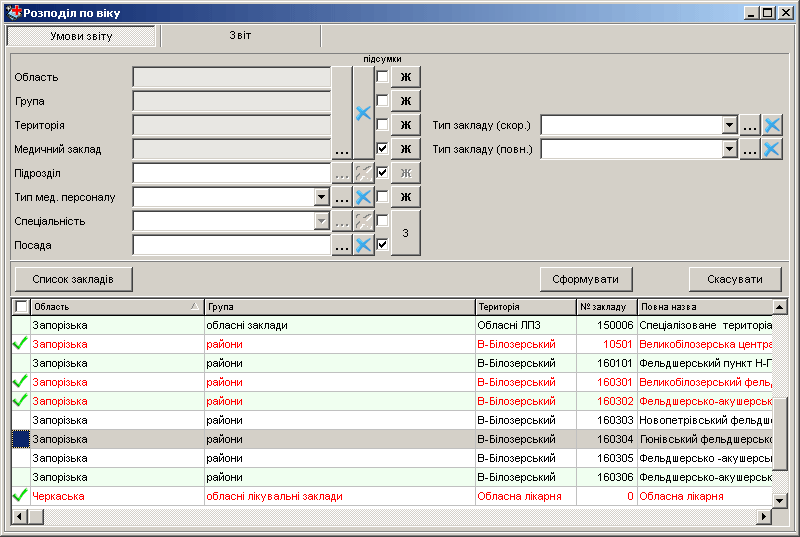 Розподіл по віку
Умови звіту Звіт
підсумки
Область Ж
Група Ж
Територія Ж Тип закладу (скор.) ...
Медичний заклад ... Ж Тип закладу (повн.) ...
Підрозділ ... Ж
Тип мед. персоналу ... Ж
Спеціальність ...
З
Посада ...
Список закладів Сформувати Скасувати
Область Група Територія № закладу Повна назва
Запорізька обласні заклади Обласні ЛПЗ 150006 Спеціалізоване територіа
Запорізька райони В-Білозерський 10501 Великобілозерська центра
Запорізька райони В-Білозерський 160101 Фельдшерський пункт Н-Г
Запорізька райони В-Білозерський 160301 Великобілозерський фельд
Запорізька райони В-Білозерський 160302 Фельдшерсько-акушерськ
Запорізька райони В-Білозерський 160303 Новопетрівський фельдше
Запорізька райони В-Білозерський 160304 Гюнівський фельдшерсько
Запорізька райони В-Білозерський 160305 Фельдшерсько -акушерськ
Запорізька райони В-Білозерський 160306 Фельдшерсько-акушерськ
Черкаська обласні лікувальні заклади Обласна лікарня 0 Обласна лікарня